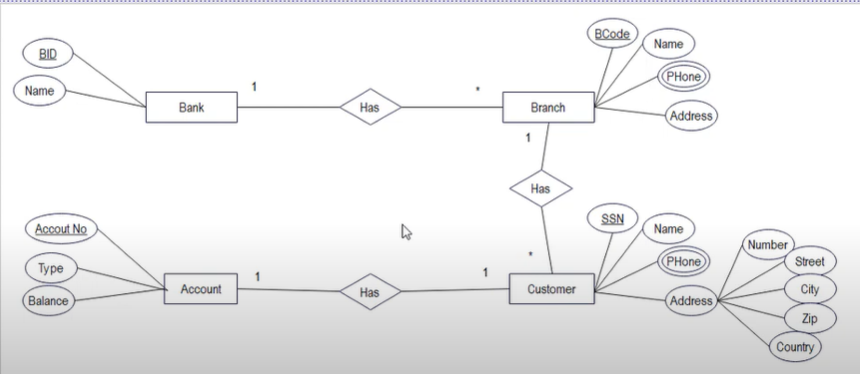 BID
Name
Bank
1
Has
*
Branch
BCode
Name
PHone
Address
1
Has
*
Accout No
Type
Balance
Account
1
Has
1
Customer
SSN
Name
PHone
Address
Number
Street
City
Zip
Country